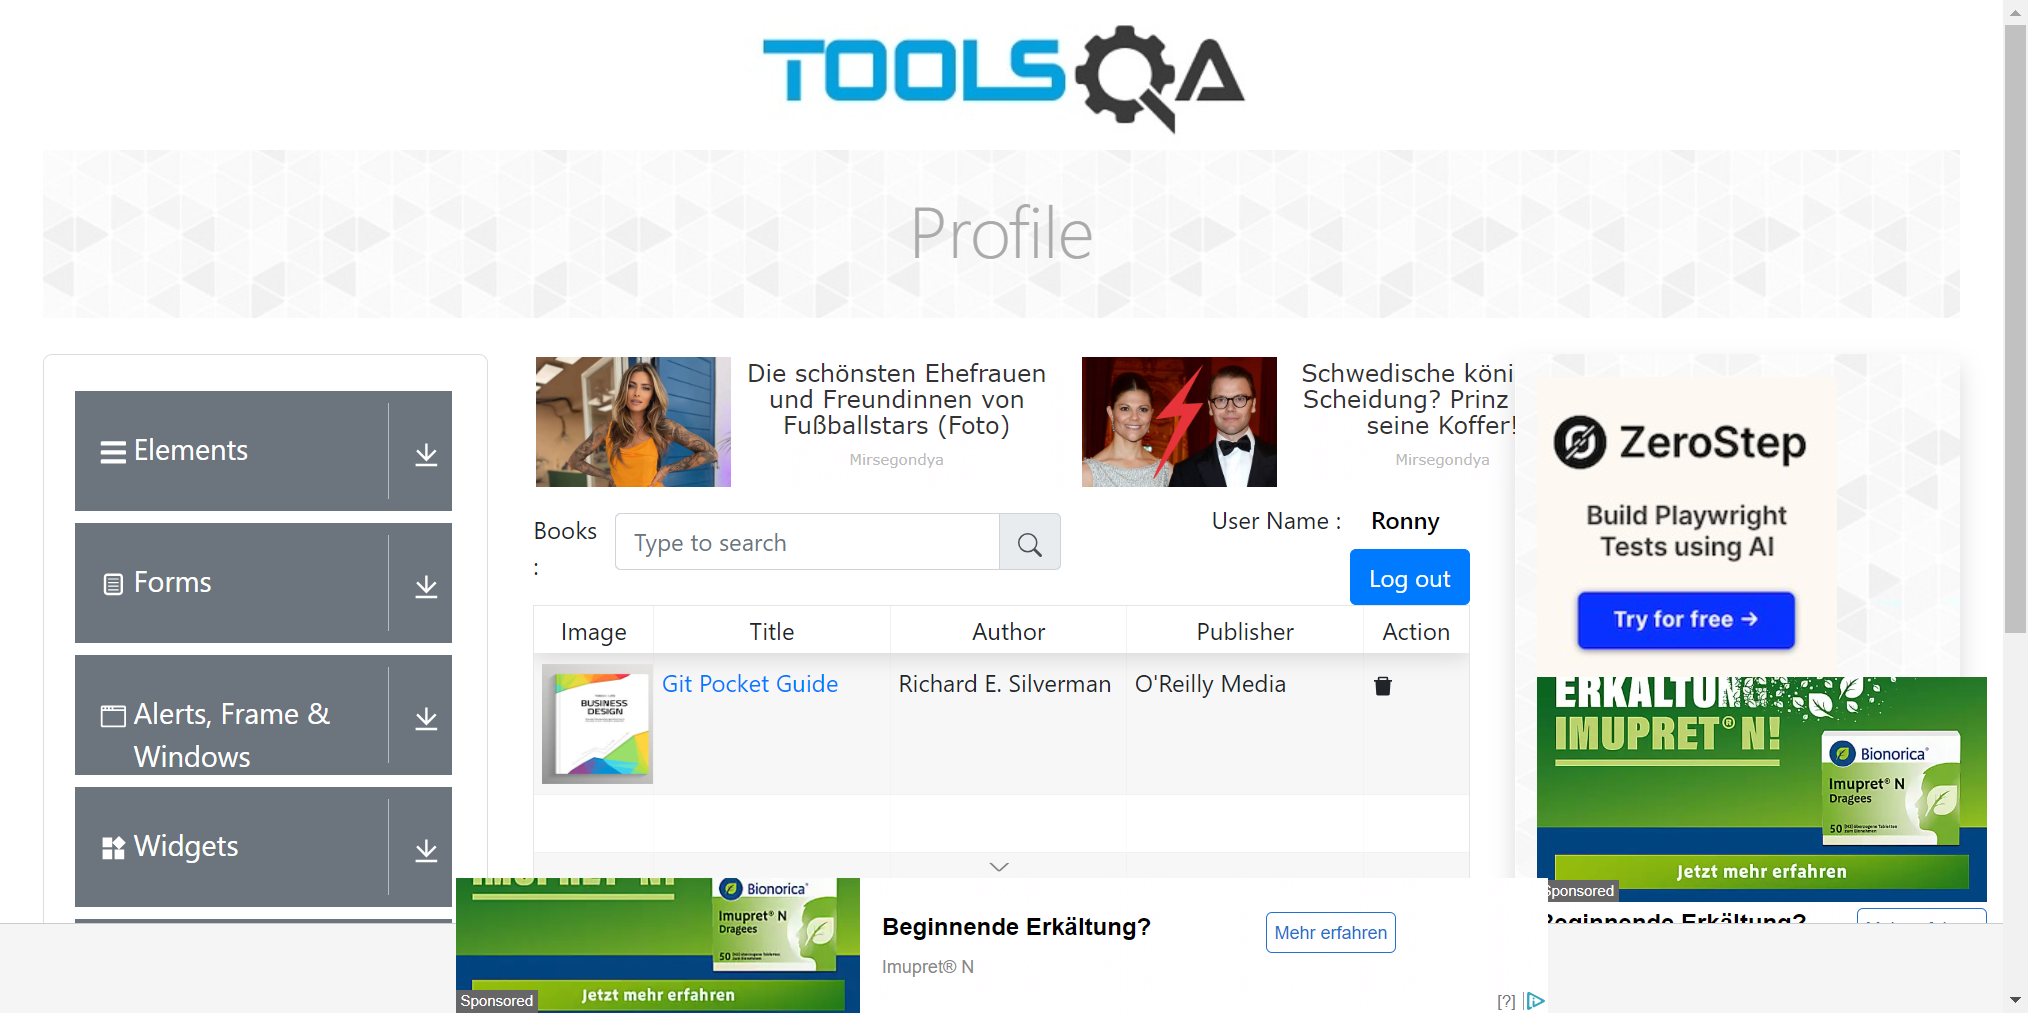 TOOLSQA
Profile
Elements
Forms
Alerts, Frame &
Windows
Widgets
Die schönsten Ehefrauen
und Freundinnen von
Fußballstars (Foto)
Mirsegondya
Schwedische köni
Scheidung? Prinz
seine Koffer!
Mirsegondya
Books
:
Type to search
User Name : Ronny
Log out
Image Title Author Publisher Action
BUSINESS
DESIGN
Git Pocket Guide Richard E. Silverman O'Reilly Media
ZeroStep
Build Playwright
Tests using AI
Try for free →
ERKÄLTUNG
IMUPRET® N!
Bionorica®
Imupret® N
Dragees
50
Jetzt mehr erfahren
Sponsored
Beginnende Erkältung?
IMUPRET® N!
Bionorica®
Imupret® N
Dragees
50
Jetzt mehr erfahren
Sponsored
Beginnende Erkältung?
Imupret® N
Mehr erfahren
[?]